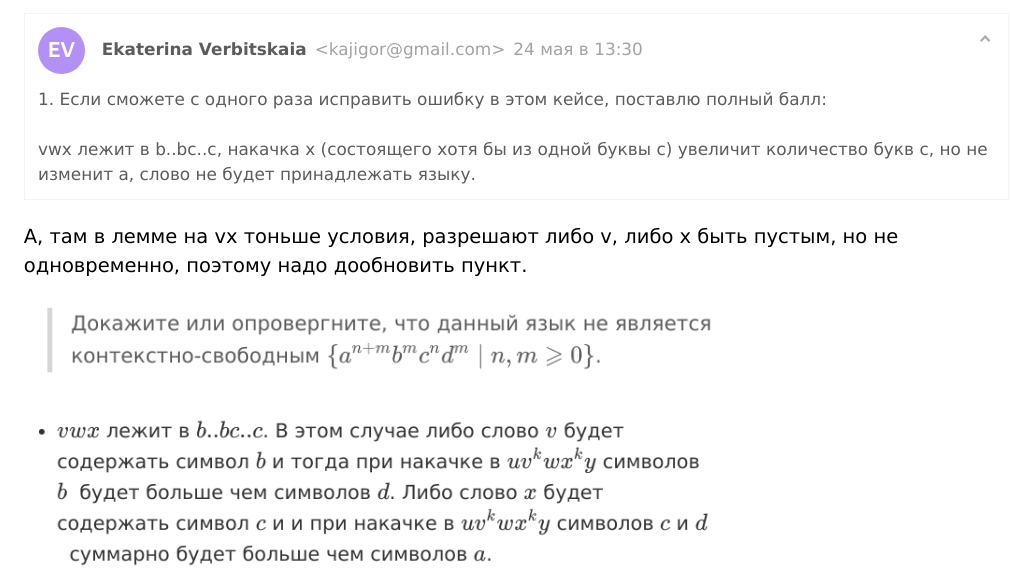 EV Ekaterina Verbitskaia <kajigor@gmail.com> 24 мая в 13:30
1. Если сможете с одного раза исправить ошибку в этом кейсе, поставлю полный балл:
vwx лежит в b..bc..c, накачка x (состоящего хотя бы из одной буквы c) увеличит количество букв c, но не
изменит a, слово не будет принадлежать языку.
А, там в лемме на vx тоньше условия, разрешают либо v, либо x быть пустым, но не
одновременно, поэтому надо дообновить пункт.
Докажите или опровергните, что данный язык не является
контекстно-свободным $\{a^{n+m}b^mc^nd^m \mid n, m \geqslant 0\}$.
• $vwx$ лежит в $b..bc..c$. В этом случае либо слово $v$ будет
содержать символ $b$ и тогда при накачке в $uv^kwx^ky$ символов
$b$ будет больше чем символов $d$. Либо слово $x$ будет
содержать символ $c$ и и при накачке в $uv^kwx^ky$ символов $c$ и $d$
суммарно будет больше чем символов $a$.